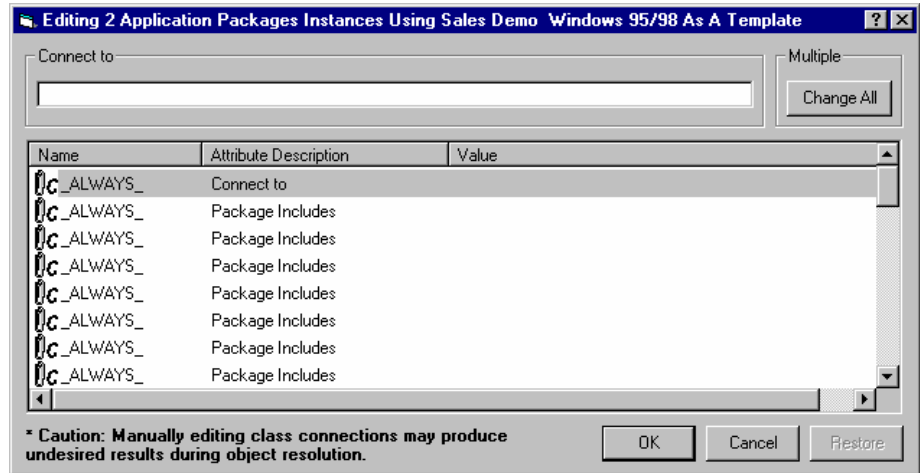 Editing 2 Application Packages Instances Using Sales Demo Windows 95/98 As A Template
Connect to
Multiple
Change All
Name Attribute Description Value
_ALWAYS_ Connect to
_ALWAYS_ Package Includes
_ALWAYS_ Package Includes
_ALWAYS_ Package Includes
_ALWAYS_ Package Includes
_ALWAYS_ Package Includes
_ALWAYS_ Package Includes
_ALWAYS_ Package Includes
* Caution: Manually editing class connections may produce
undesired results during object resolution.
OK Cancel Restore